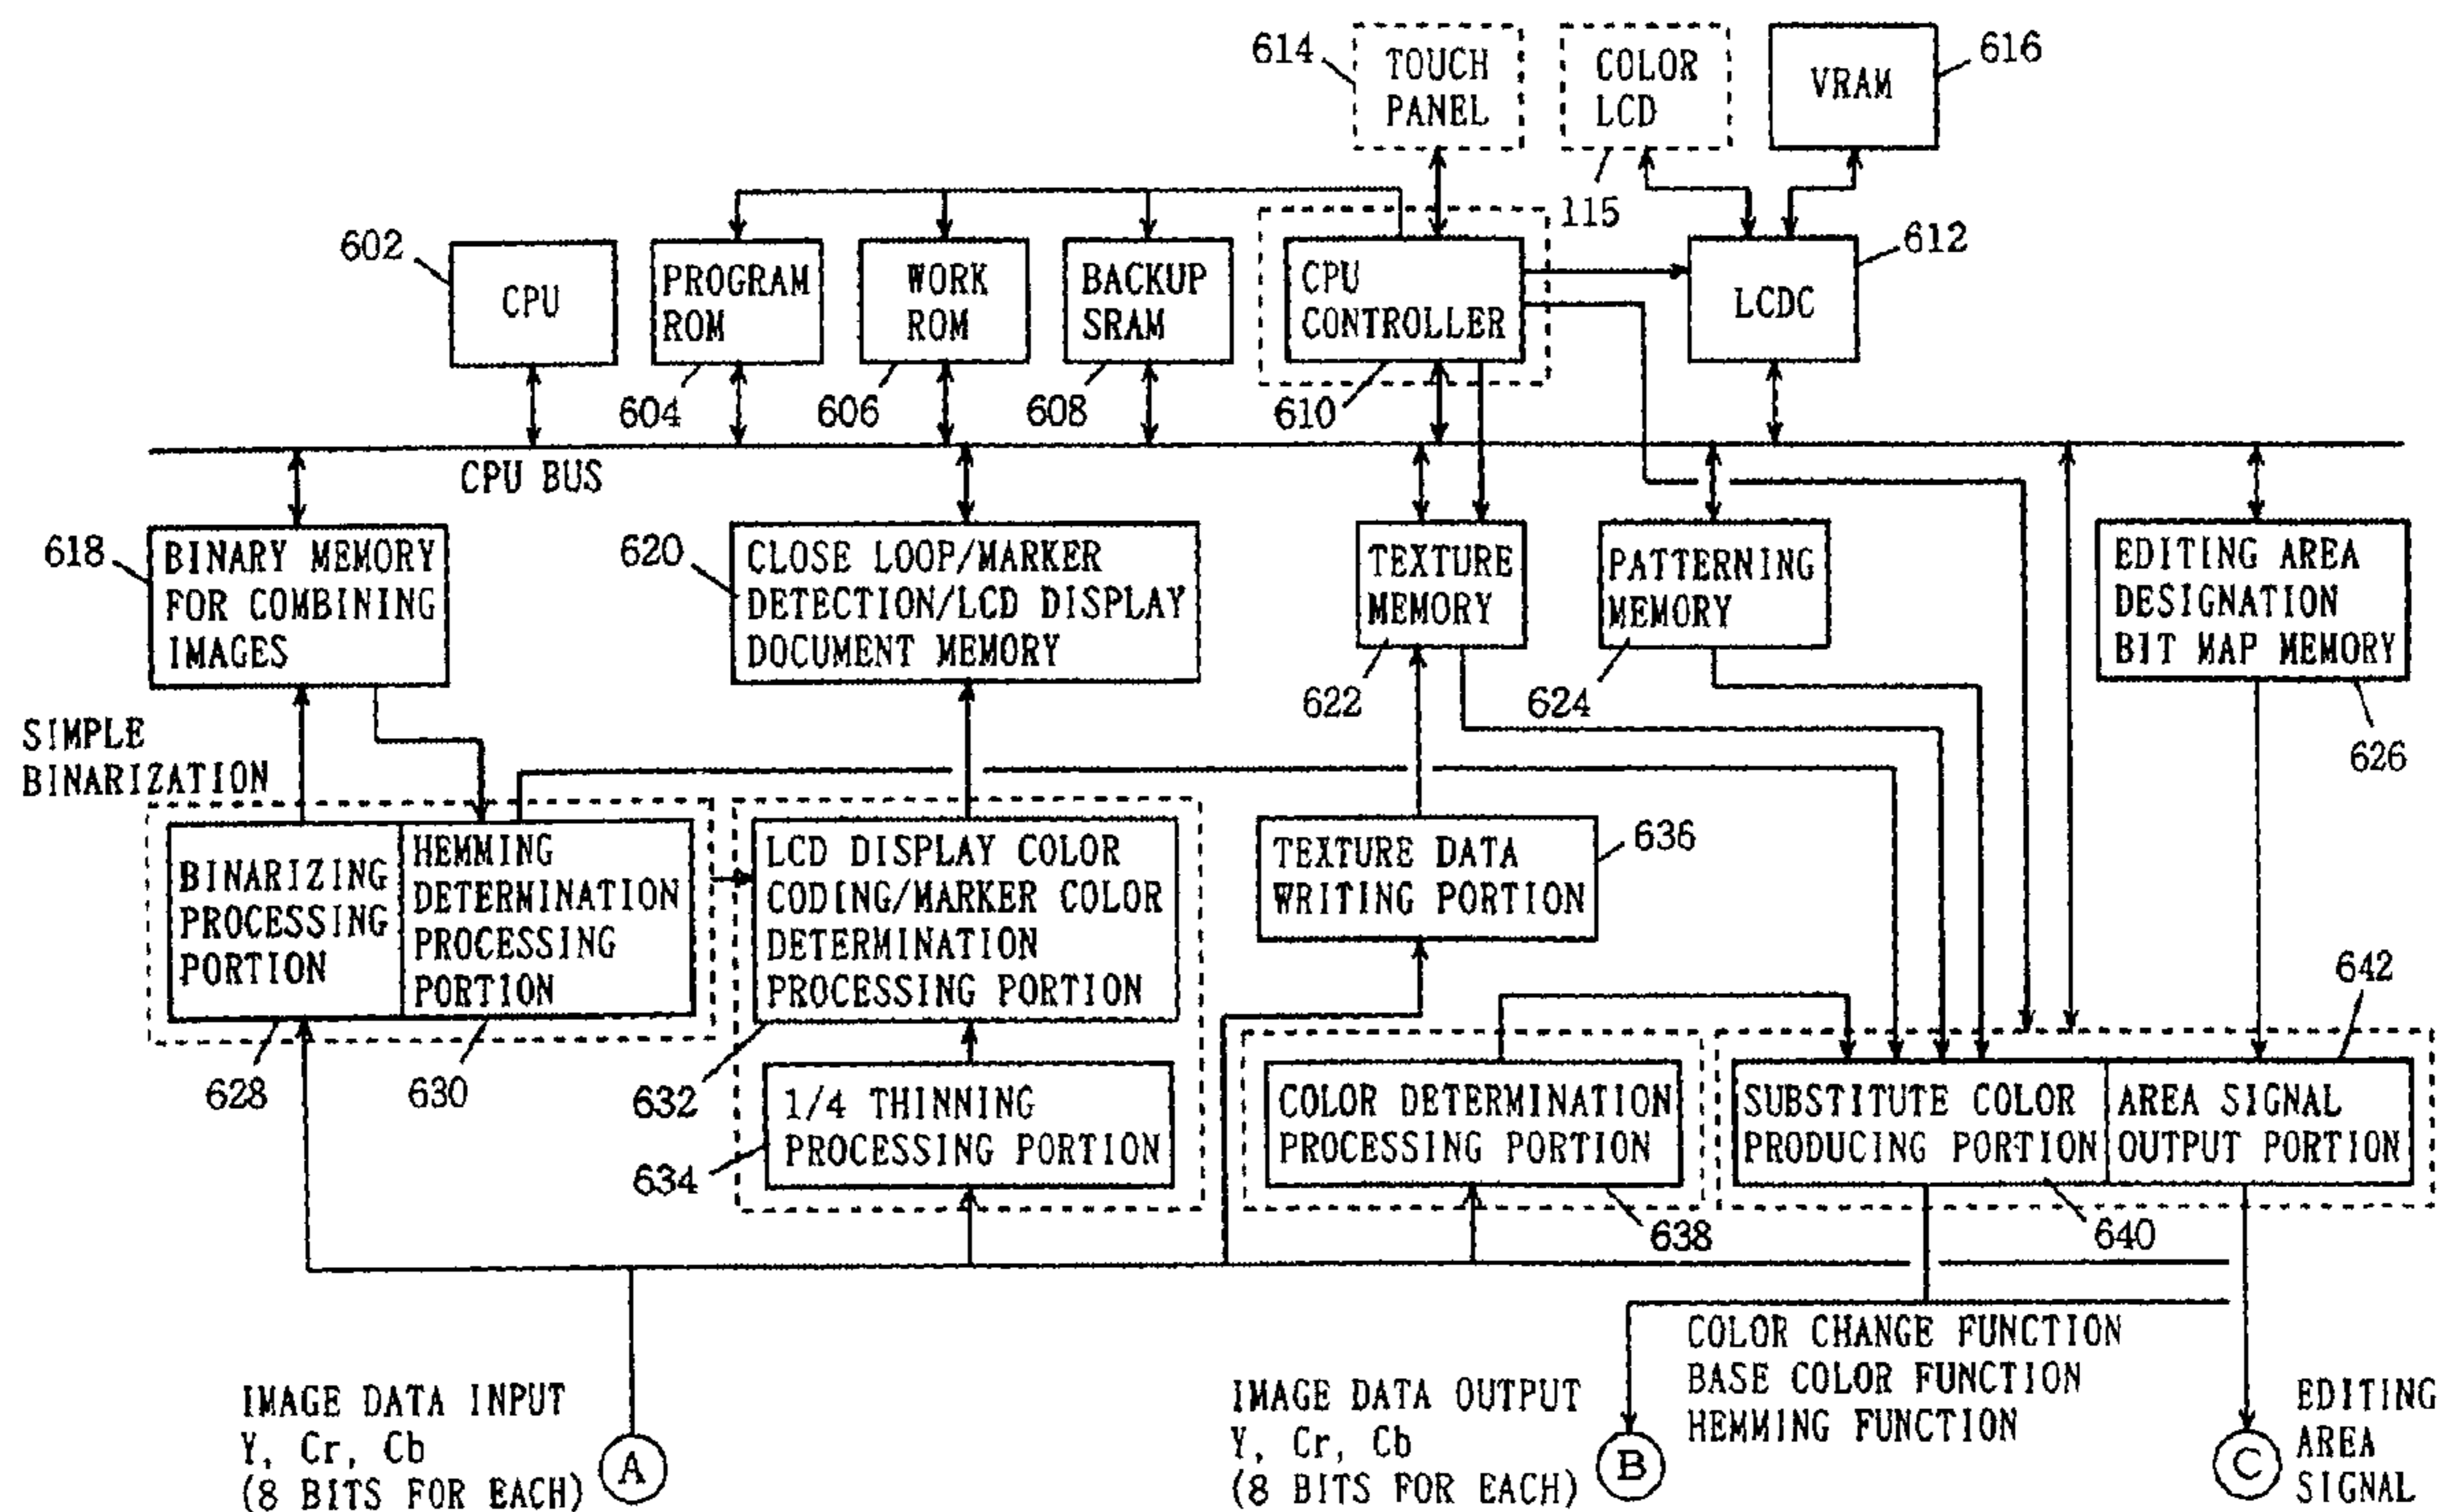 614
TOUCH
PANEL
COLOR
LCD
VRAM
616
115
602
CPU
PROGRAM
ROM
WORK
ROM
BACKUP
SRAM
CPU
CONTROLLER
612
LCDC
604
606
608
610
CPU BUS
618
BINARY MEMORY
FOR COMBINING
IMAGES
620
CLOSE LOOP/MARKER
DETECTION/LCD DISPLAY
DOCUMENT MEMORY
TEXTURE
MEMORY
PATTERNING
MEMORY
EDITING AREA
DESIGNATION
BIT MAP MEMORY
622
624
626
SIMPLE
BINARIZATION
BINARIZING
PROCESSING
PORTION
HEMMING
DETERMINATION
PROCESSING
PORTION
LCD DISPLAY COLOR
CODING/MARKER COLOR
DETERMINATION
PROCESSING PORTION
TEXTURE DATA
WRITING PORTION
636
642
628
630
632
634
1/4 THINNING
PROCESSING PORTION
COLOR DETERMINATION
PROCESSING PORTION
SUBSTITUTE COLOR
PRODUCING PORTION
AREA SIGNAL
OUTPUT PORTION
638
640
IMAGE DATA INPUT
Y, Cr, Cb
(8 BITS FOR EACH)
A
IMAGE DATA OUTPUT
Y, Cr, Cb
(8 BITS FOR EACH)
B
COLOR CHANGE FUNCTION
BASE COLOR FUNCTION
HEMMING FUNCTION
C
EDITING
AREA
SIGNAL